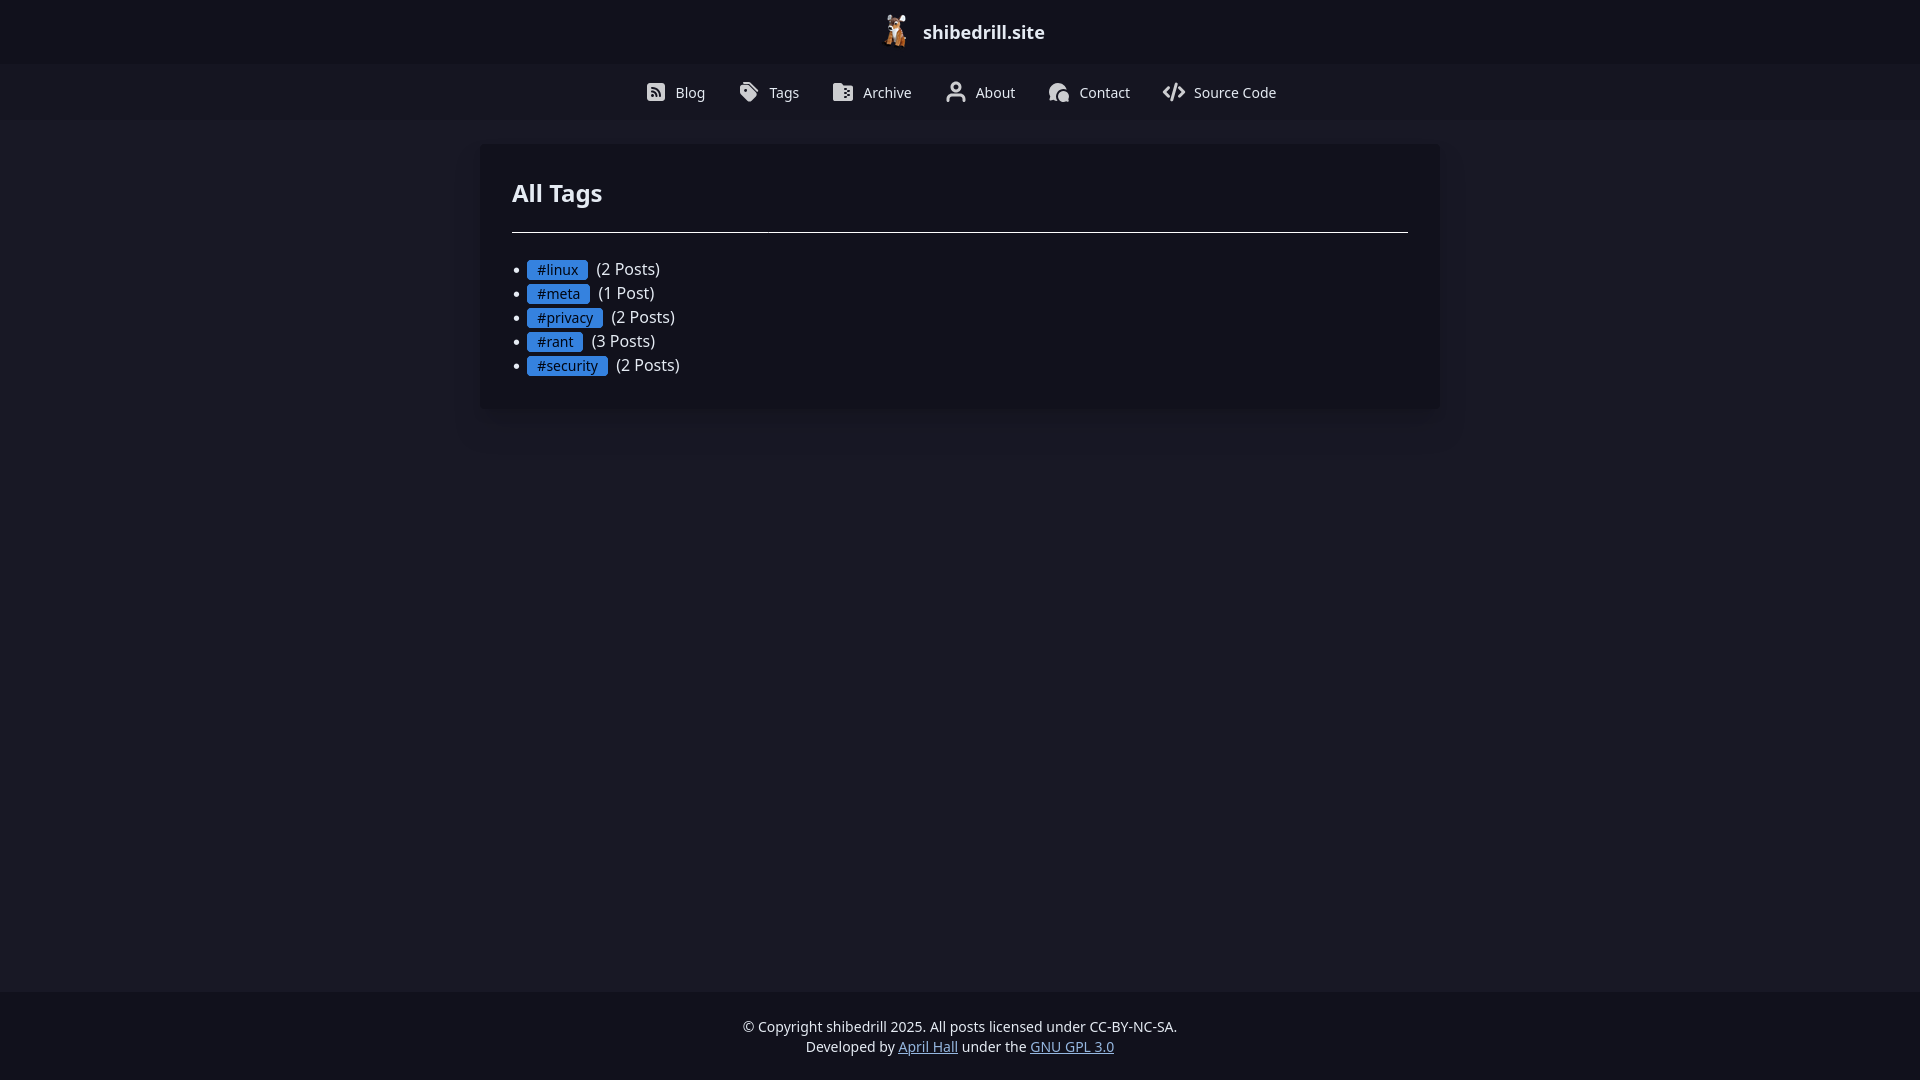 shibedrill.site
Blog Tags Archive About Contact Source Code
All Tags
• #linux (2 Posts)
• #meta (1 Post)
• #privacy (2 Posts)
• #rant (3 Posts)
• #security (2 Posts)
© Copyright shibedrill 2025. All posts licensed under CC-BY-NC-SA.
Developed by April Hall under the GNU GPL 3.0